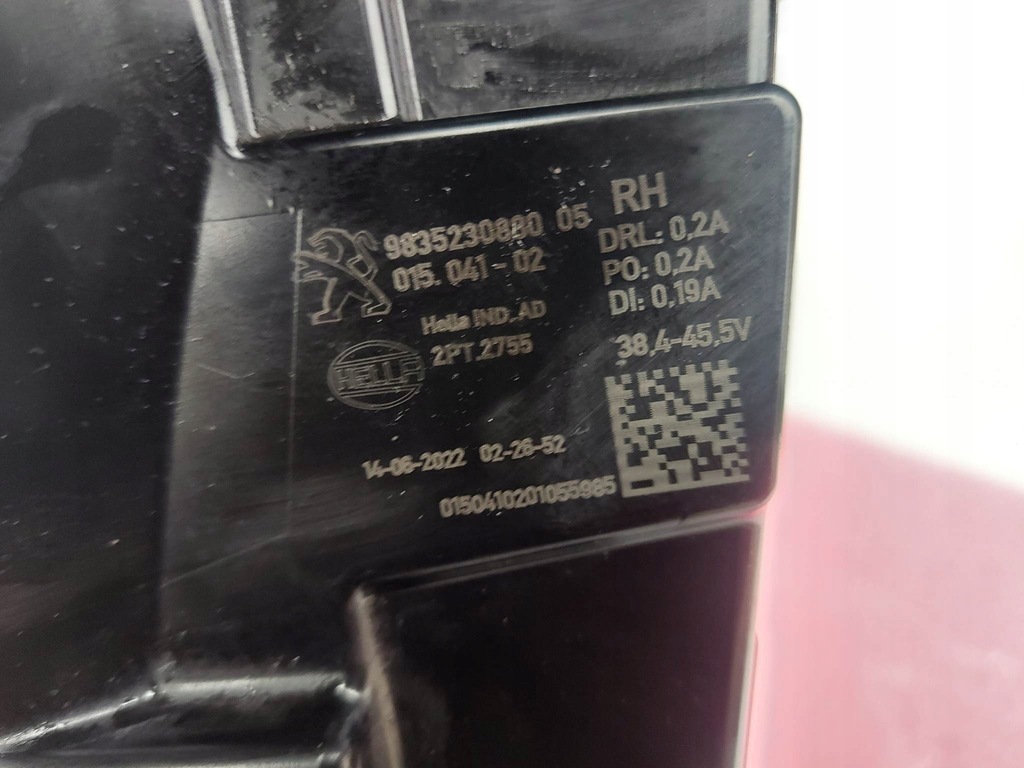 RH
9835230880 05
015.041-02
DRL: 0,2A
PO: 0,2A
DI: 0,19A
Hella IND. AD
2PT.2755
38,4-45,5V
HELLA
14-06-2022 02-26-52
0150410201055985